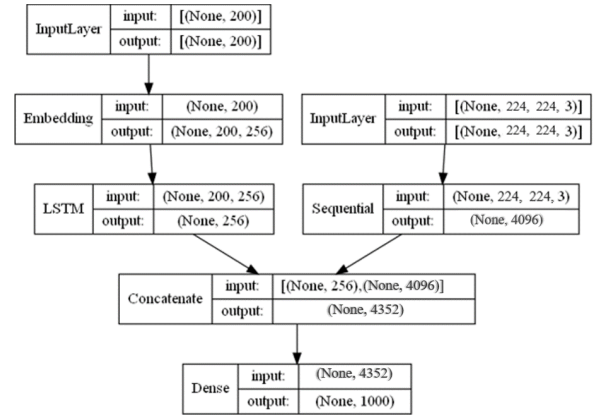 InputLayer
input: [(None, 200)]
output: [(None, 200)]
Embedding
input: (None, 200)
output: (None, 200, 256)
InputLayer
input: [(None, 224, 224, 3)]
output: [(None, 224, 224, 3)]
LSTM
input: (None, 200, 256)
output: (None, 256)
Sequential
input: (None, 224, 224, 3)
output: (None, 4096)
Concatenate
input: [(None, 256),(None, 4096)]
output: (None, 4352)
Dense
input: (None, 4352)
output: (None, 1000)